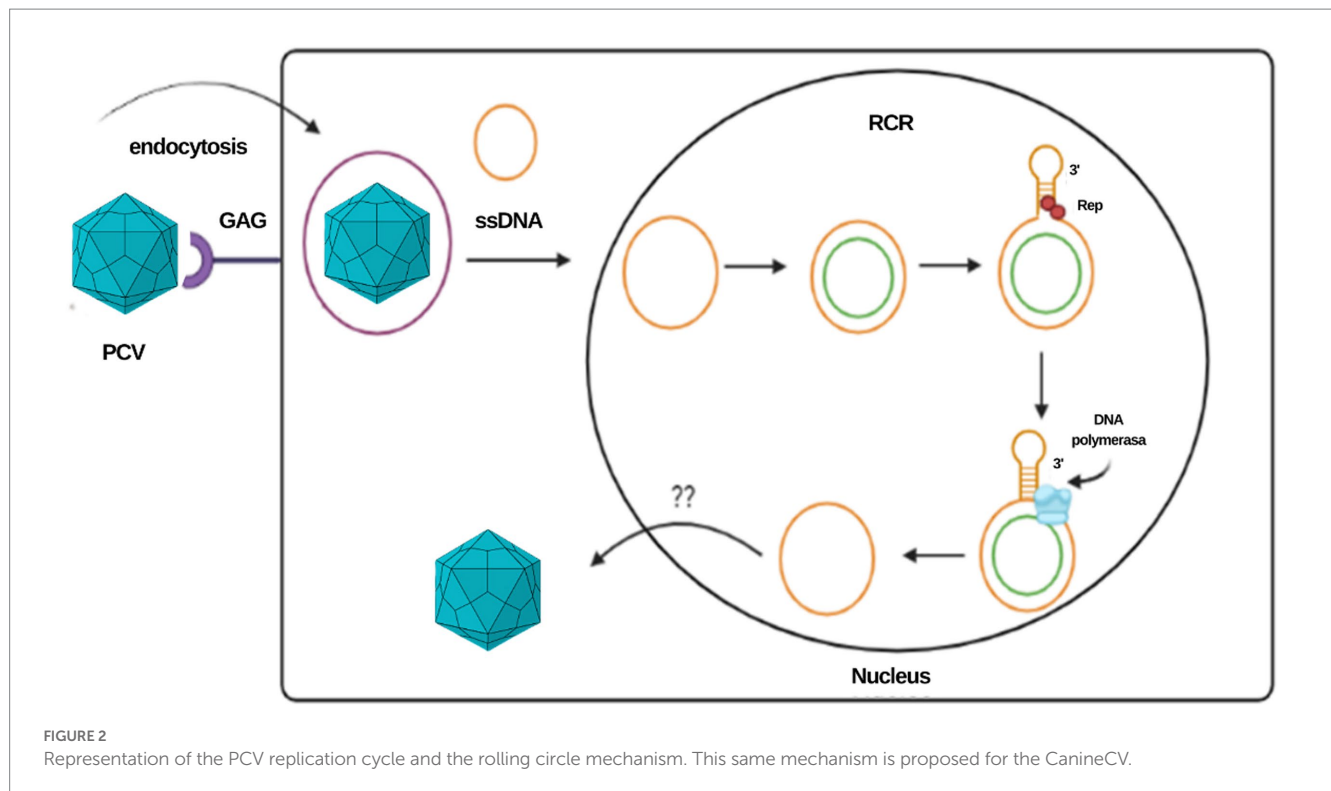 endocytosis
GAG
PCV
ssDNA
RCR
3'
Rep
DNA
polymerasa
3'
??
Nucleus
FIGURE 2
Representation of the PCV replication cycle and the rolling circle mechanism. This same mechanism is proposed for the CanineCV.